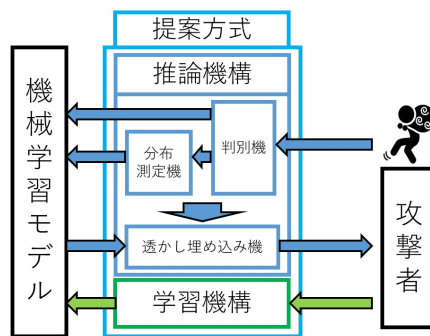 提案方式
推論機構
機械学習モデル
判別機
分布
測定機
透かし埋め込み機
学習機構
攻撃者